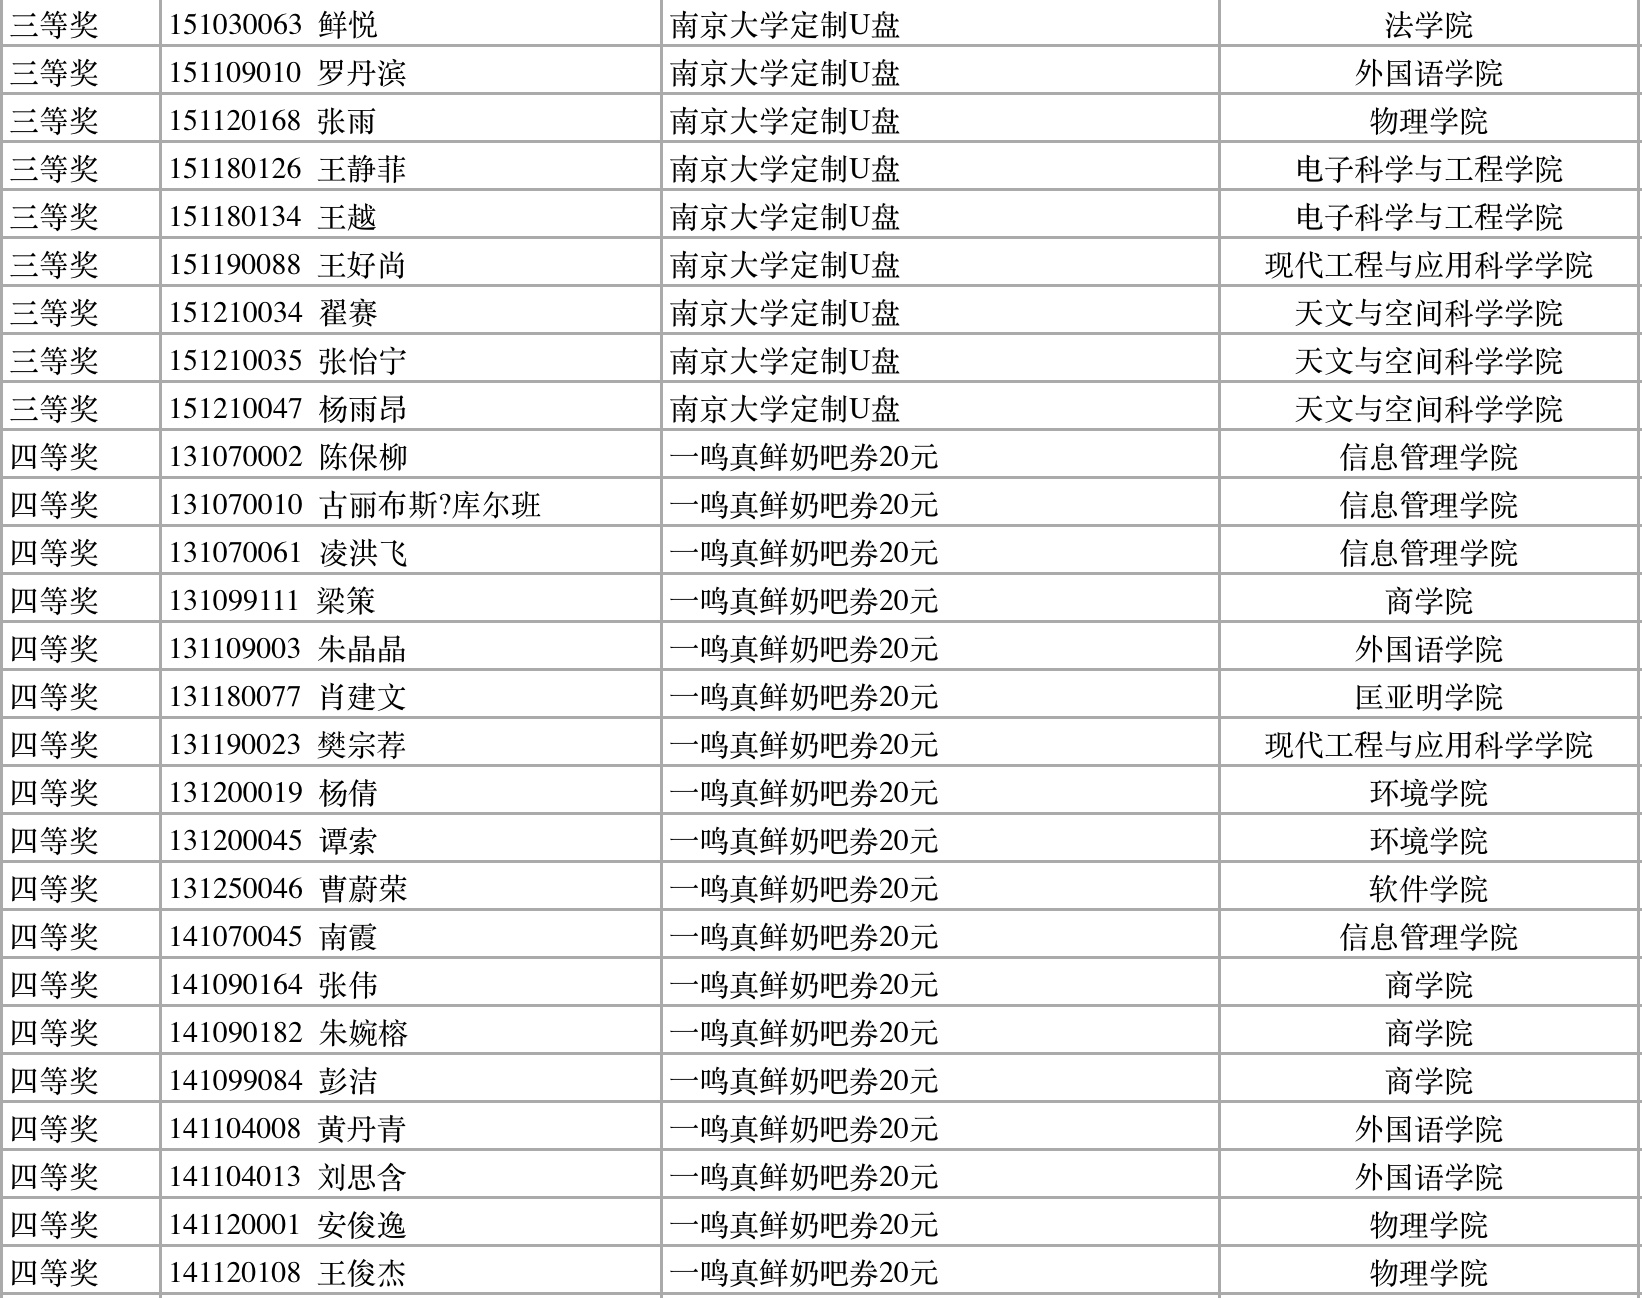 三等奖 151030063 鲜悦 南京大学定制U盘 法学院
三等奖 151109010 罗丹滨 南京大学定制U盘 外国语学院
三等奖 151120168 张雨 南京大学定制U盘 物理学院
三等奖 151180126 王静菲 南京大学定制U盘 电子科学与工程学院
三等奖 151180134 王越 南京大学定制U盘 电子科学与工程学院
三等奖 151190088 王好尚 南京大学定制U盘 现代工程与应用科学学院
三等奖 151210034 翟赛 南京大学定制U盘 天文与空间科学学院
三等奖 151210035 张怡宁 南京大学定制U盘 天文与空间科学学院
三等奖 151210047 杨雨昂 南京大学定制U盘 天文与空间科学学院
四等奖 131070002 陈保柳 一鸣真鲜奶吧券20元 信息管理学院
四等奖 131070010 古丽布斯?库尔班 一鸣真鲜奶吧券20元 信息管理学院
四等奖 131070061 凌洪飞 一鸣真鲜奶吧券20元 信息管理学院
四等奖 131099111 梁策 一鸣真鲜奶吧券20元 商学院
四等奖 131109003 朱晶晶 一鸣真鲜奶吧券20元 外国语学院
四等奖 131180077 肖建文 一鸣真鲜奶吧券20元 匡亚明学院
四等奖 131190023 樊宗荐 一鸣真鲜奶吧券20元 现代工程与应用科学学院
四等奖 131200019 杨倩 一鸣真鲜奶吧券20元 环境学院
四等奖 131200045 谭索 一鸣真鲜奶吧券20元 环境学院
四等奖 131250046 曹蔚荣 一鸣真鲜奶吧券20元 软件学院
四等奖 141070045 南霞 一鸣真鲜奶吧券20元 信息管理学院
四等奖 141090164 张伟 一鸣真鲜奶吧券20元 商学院
四等奖 141090182 朱婉榕 一鸣真鲜奶吧券20元 商学院
四等奖 141099084 彭洁 一鸣真鲜奶吧券20元 商学院
四等奖 141104008 黄丹青 一鸣真鲜奶吧券20元 外国语学院
四等奖 141104013 刘思含 一鸣真鲜奶吧券20元 外国语学院
四等奖 141120001 安俊逸 一鸣真鲜奶吧券20元 物理学院
四等奖 141120108 王俊杰 一鸣真鲜奶吧券20元 物理学院